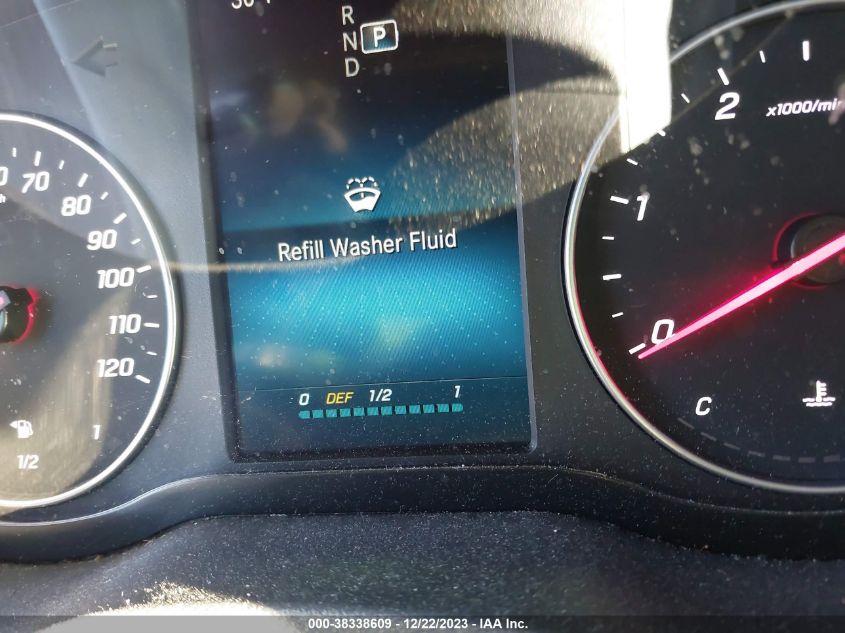 R
N P
D
70
80
90
100
110
120
1/2
1
Refill Washer Fluid
0 DEF 1/2 1
1
2
x1000/min
1
0
C
000-38338609 - 12/22/2023 - © IAA Inc.